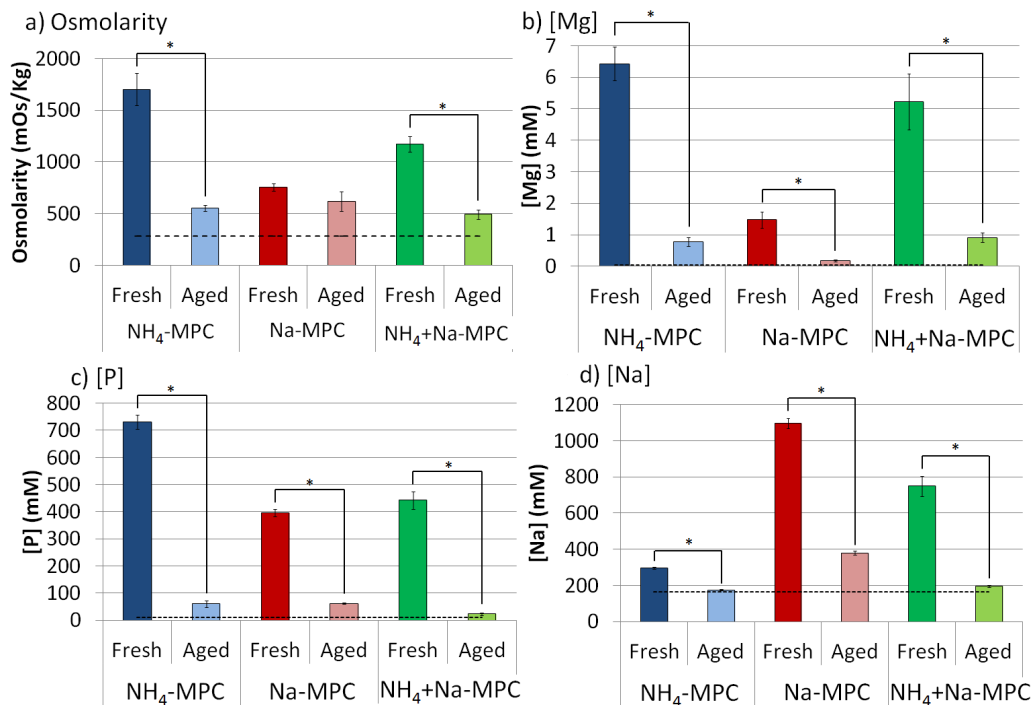 a) Osmolarity
Osmolarity (mOs/Kg)
2000
1500
1000
500
0
*
*
Fresh Aged Fresh Aged Fresh Aged
NH₄-MPC Na-MPC NH₄+Na-MPC
b) [Mg]
[Mg] (mM)
7
6
5
4
3
2
1
0
*
*
*
Fresh Aged Fresh Aged Fresh Aged
NH₄-MPC Na-MPC NH₄+Na-MPC
c) [P]
[P] (mM)
800
700
600
500
400
300
200
100
0
*
*
*
Fresh Aged Fresh Aged Fresh Aged
NH₄-MPC Na-MPC NH₄+Na-MPC
d) [Na]
[Na] (mM)
1200
1000
800
600
400
200
0
*
*
*
Fresh Aged Fresh Aged Fresh Aged
NH₄-MPC Na-MPC NH₄+Na-MPC